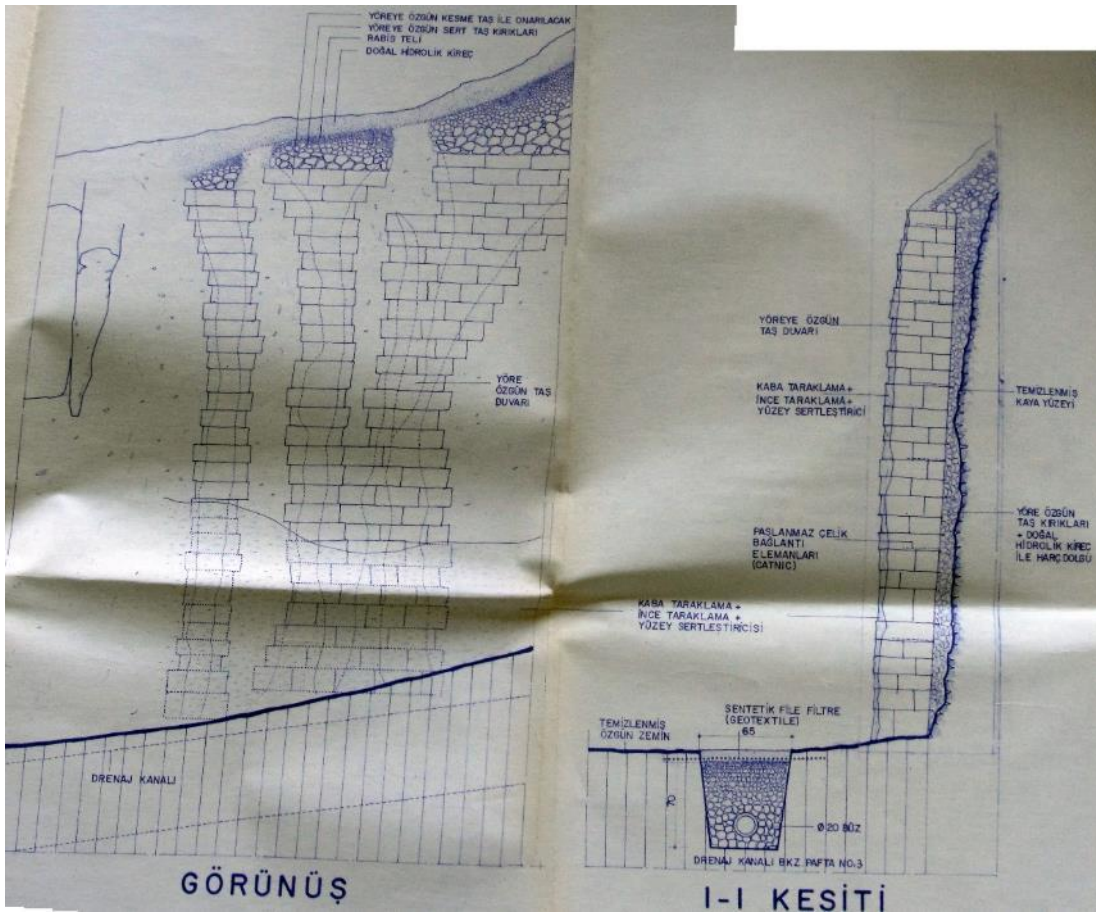 YÖREYE ÖZGÜN KESME TAŞ İLE ONARILACAK
YÖREYE ÖZGÜN SERT TAŞ KIRIKLARI
RABİS TELİ
DOĞAL HİDROLİK KİREÇ
YÖRE
ÖZGÜN TAŞ
DUVARI
DRENAJ KANALI
GÖRÜNÜŞ
YÖREYE ÖZGÜN
TAŞ DUVARI
KABA TARAKLAMA +
İNCE TARAKLAMA +
YÜZEY SERTLEŞTİRİCİ
TEMİZLENMİŞ
KAYA YÜZEYİ
PASLANMAZ ÇELİK
BAĞLANTI
ELEMANLARI
(CATNIC)
YÖRE ÖZGÜN
TAŞ KIRIKLARI
+ DOĞAL
HİDROLİK KİREÇ
İLE HARÇ DOLGU
KABA TARAKLAMA +
İNCE TARAKLAMA +
YÜZEY SERTLEŞTİRİCİSİ
TEMİZLENMİŞ
ÖZGÜN ZEMİN
SENTETİK FİLE FİLTRE
(GEOTEXTILE)
65
Ø 20 BÜZ
DRENAJ KANALI BKZ PAFTA NO.3
I-I KESİTİ